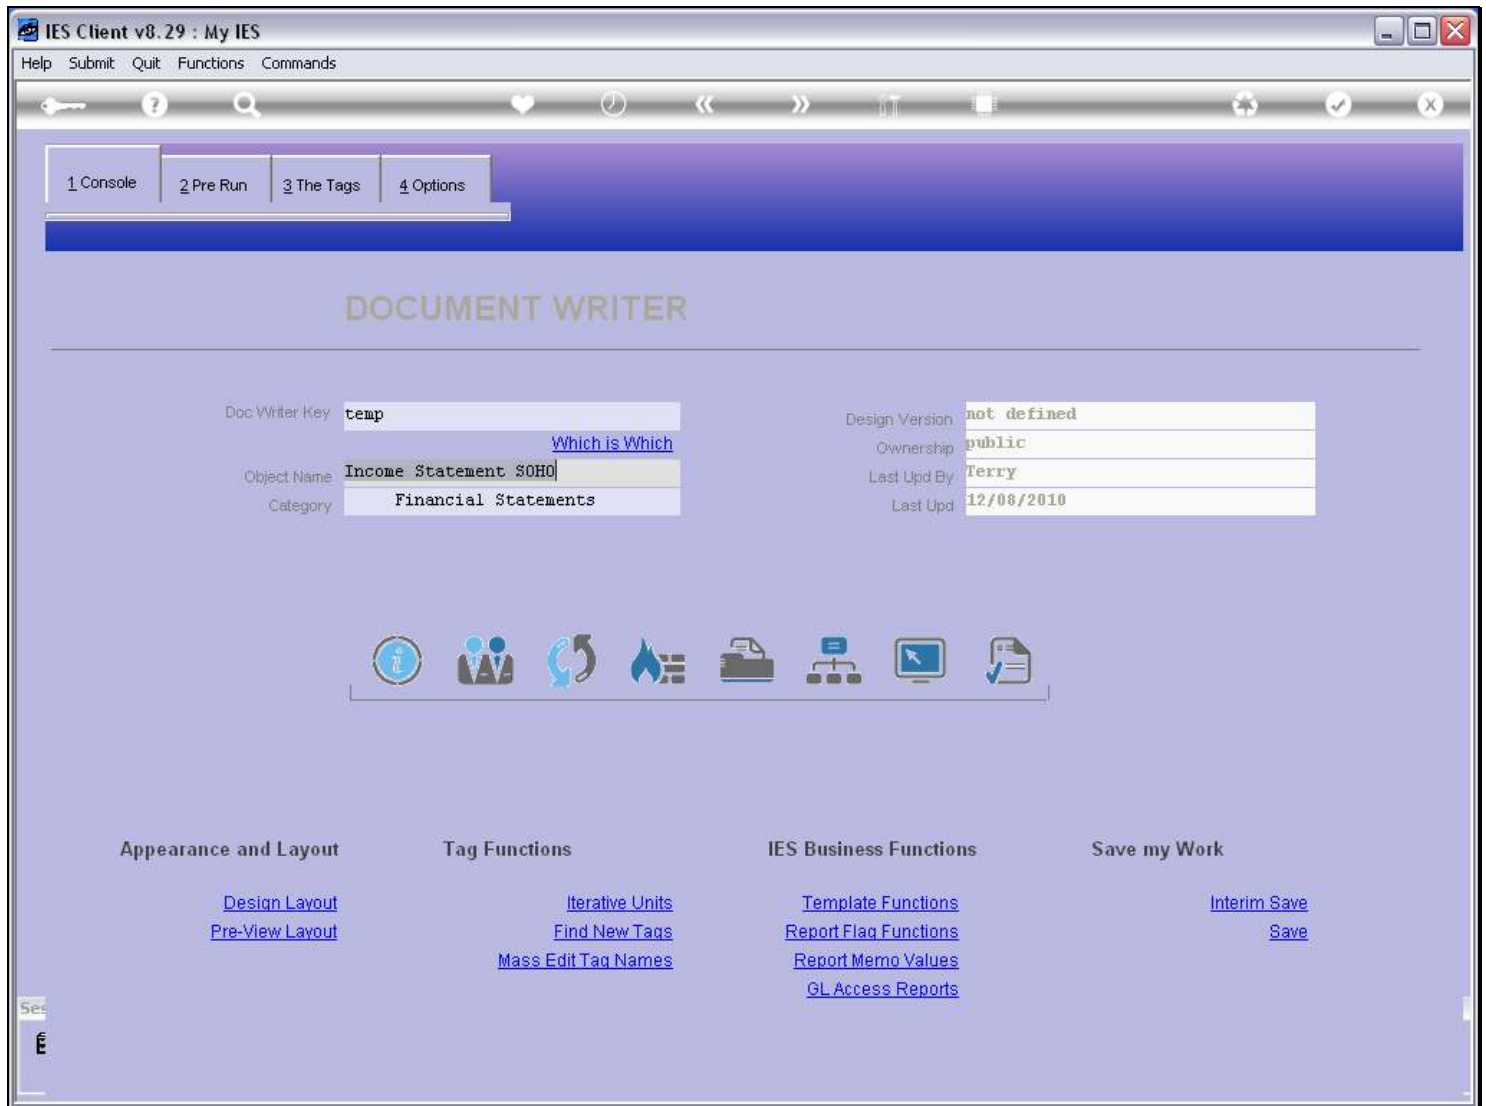 IES Client v8.29 : My IES
Help Submit Quit Functions Commands
1 Console 2 Pre Run 3 The Tags 4 Options
DOCUMENT WRITER
Doc Writer Key temp Design Version not defined
Which is Which Ownership public
Object Name Income Statement SOHO Last Upd By Terry
Category Financial Statements Last Upd 12/08/2010
Appearance and Layout Tag Functions IES Business Functions Save my Work
Design Layout Iterative Units Template Functions Interim Save
Pre-View Layout Find New Tags Report Flag Functions Save
Mass Edit Tag Names Report Memo Values
GL Access Reports